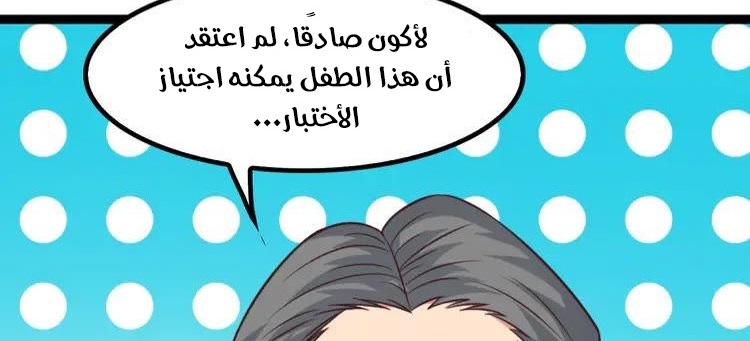 لأكون صادقًا، لم اعتقد
أن هذا الطفل يمكنه اجتياز
الأختبار...